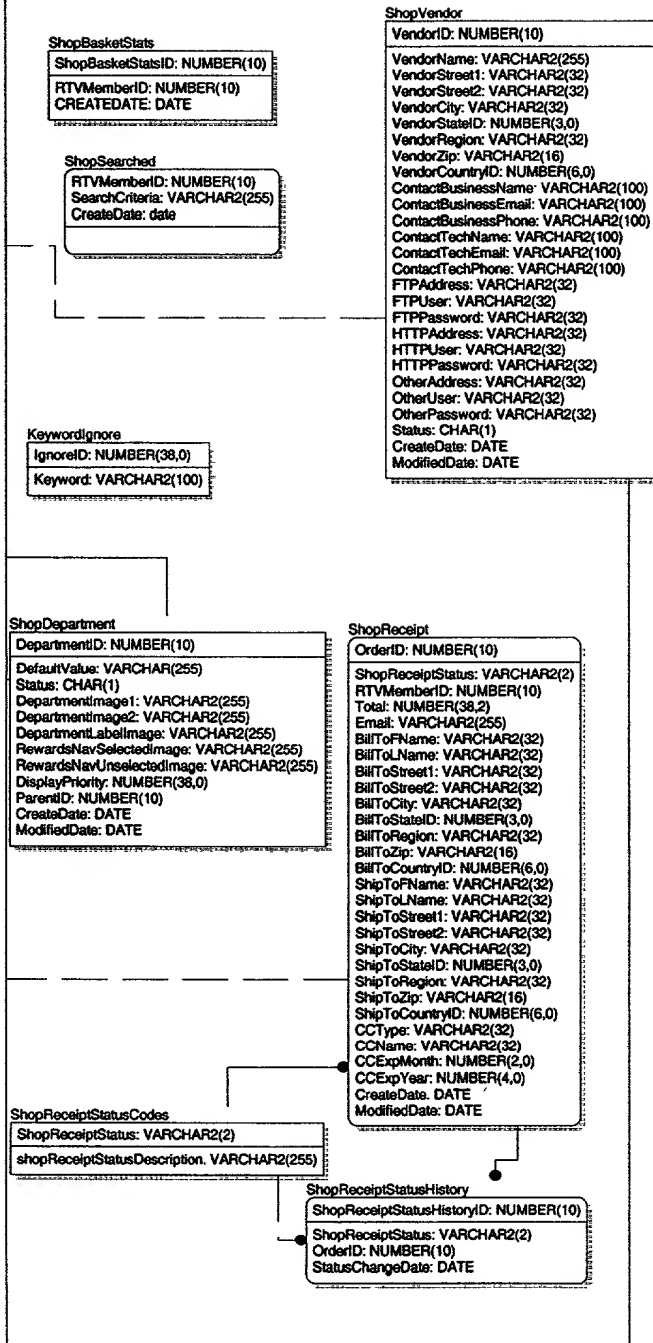 ShopBasketStats
ShopBasketStatsID: NUMBER(10)
RTVMemberID: NUMBER(10)
CREATEDATE: DATE
ShopSearched
RTVMemberID: NUMBER(10)
SearchCriteria: VARCHAR2(255)
CreateDate: date
ShopVendor
VendorID: NUMBER(10)
VendorName: VARCHAR2(255)
VendorStreet1: VARCHAR2(32)
VendorStreet2: VARCHAR2(32)
VendorCity: VARCHAR2(32)
VendorStateID: NUMBER(3,0)
VendorRegion: VARCHAR2(32)
VendorZip: VARCHAR2(16)
VendorCountryID: NUMBER(6,0)
ContactBusinessName: VARCHAR2(100)
ContactBusinessEmail: VARCHAR2(100)
ContactBusinessPhone: VARCHAR2(100)
ContactTechName: VARCHAR2(100)
ContactTechEmail: VARCHAR2(100)
ContactTechPhone: VARCHAR2(100)
FTPAddress: VARCHAR2(32)
FTPUser: VARCHAR2(32)
FTPPassword: VARCHAR2(32)
HTTPAddress: VARCHAR2(32)
HTTPUser: VARCHAR2(32)
HTTPPassword: VARCHAR2(32)
OtherAddress: VARCHAR2(32)
OtherUser: VARCHAR2(32)
OtherPassword: VARCHAR2(32)
Status: CHAR(1)
CreateDate: DATE
ModifiedDate: DATE
KeywordIgnore
IgnoreID: NUMBER(38,0)
Keyword: VARCHAR2(100)
ShopDepartment
DepartmentID: NUMBER(10)
DefaultValue: VARCHAR(255)
Status: CHAR(1)
DepartmentImage1: VARCHAR2(255)
DepartmentImage2: VARCHAR2(255)
DepartmentLabelImage: VARCHAR2(255)
RewardsNavSelectedImage: VARCHAR2(255)
RewardsNavUnselectedImage: VARCHAR2(255)
DisplayPriority: NUMBER(38,0)
ParentID: NUMBER(10)
CreateDate: DATE
ModifiedDate: DATE
ShopReceipt
OrderID: NUMBER(10)
ShopReceiptStatus: VARCHAR2(2)
RTVMemberID: NUMBER(10)
Total: NUMBER(38,2)
Email: VARCHAR2(255)
BillToFName: VARCHAR2(32)
BillToLName: VARCHAR2(32)
BillToStreet1: VARCHAR2(32)
BillToStreet2: VARCHAR2(32)
BillToCity: VARCHAR2(32)
BillToStateID: NUMBER(3,0)
BillToRegion: VARCHAR2(32)
BillToZip: VARCHAR2(16)
BillToCountryID: NUMBER(6,0)
ShipToFName: VARCHAR2(32)
ShipToLName: VARCHAR2(32)
ShipToStreet1: VARCHAR2(32)
ShipToStreet2: VARCHAR2(32)
ShipToCity: VARCHAR2(32)
ShipToStateID: NUMBER(3,0)
ShipToRegion: VARCHAR2(32)
ShipToZip: VARCHAR2(16)
ShipToCountryID: NUMBER(6,0)
CCType: VARCHAR2(32)
CCName: VARCHAR2(32)
CCExpMonth: NUMBER(2,0)
CCExpYear: NUMBER(4,0)
CreateDate. DATE
ModifiedDate: DATE
ShopReceiptStatusCodes
ShopReceiptStatus: VARCHAR2(2)
shopReceiptStatusDescription. VARCHAR2(255)
ShopReceiptStatusHistory
ShopReceiptStatusHistoryID: NUMBER(10)
ShopReceiptStatus: VARCHAR2(2)
OrderID: NUMBER(10)
StatusChangeDate: DATE